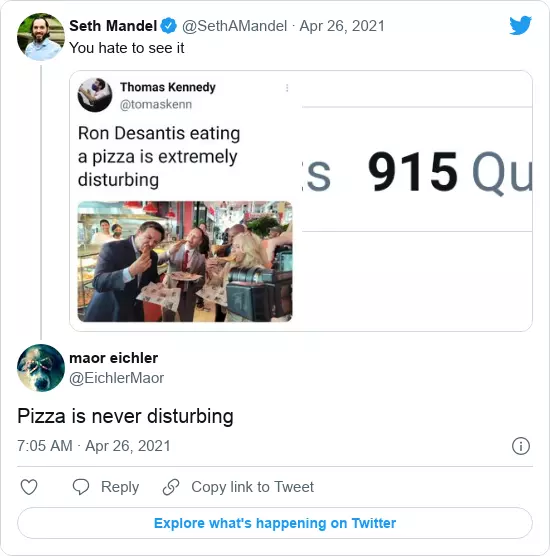 Seth Mandel @SethAMandel · Apr 26, 2021
You hate to see it
Thomas Kennedy
@tomaskenn
Ron Desantis eating
a pizza is extremely
disturbing
s 915 Qu
maor eichler
@EichlerMaor
Pizza is never disturbing
7:05 AM · Apr 26, 2021
Reply Copy link to Tweet
Explore what's happening on Twitter